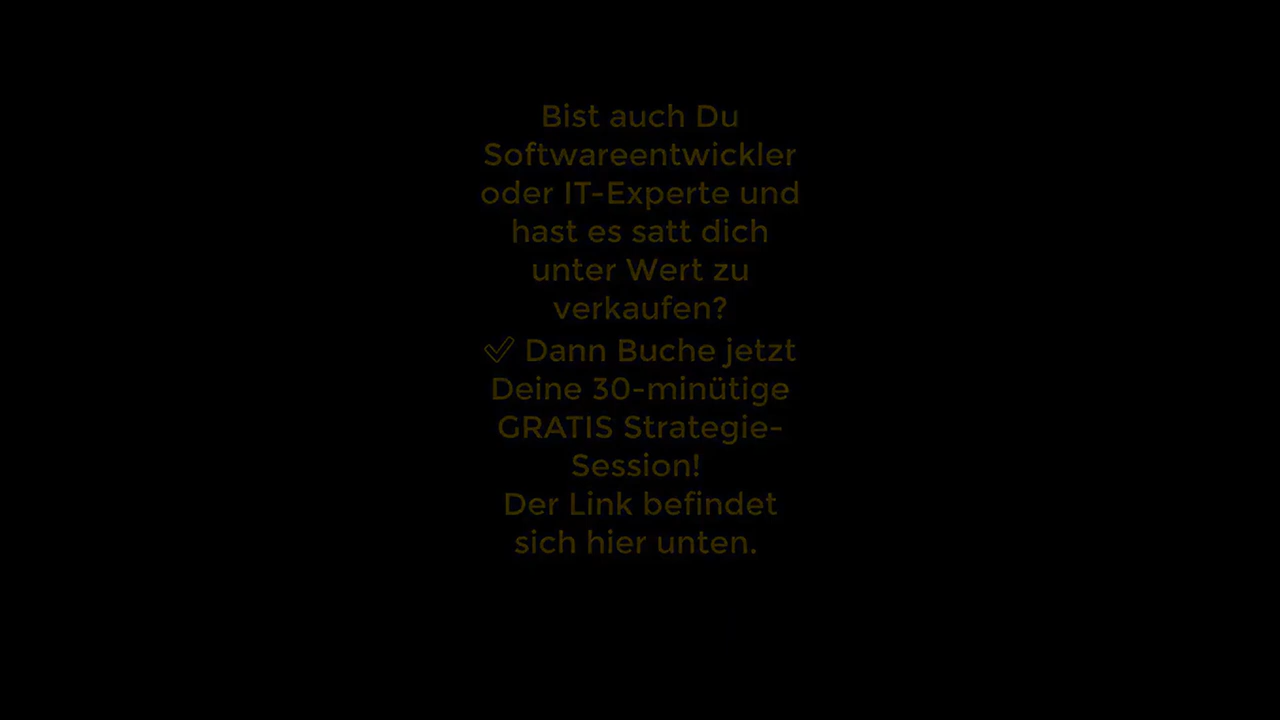 Bist auch Du
Softwareentwickler
oder IT-Experte und
hast es satt dich
unter Wert zu
verkaufen?
✅ Dann Buche jetzt
Deine 30-minütige
GRATIS Strategie-
Session!
Der Link befindet
sich hier unten.